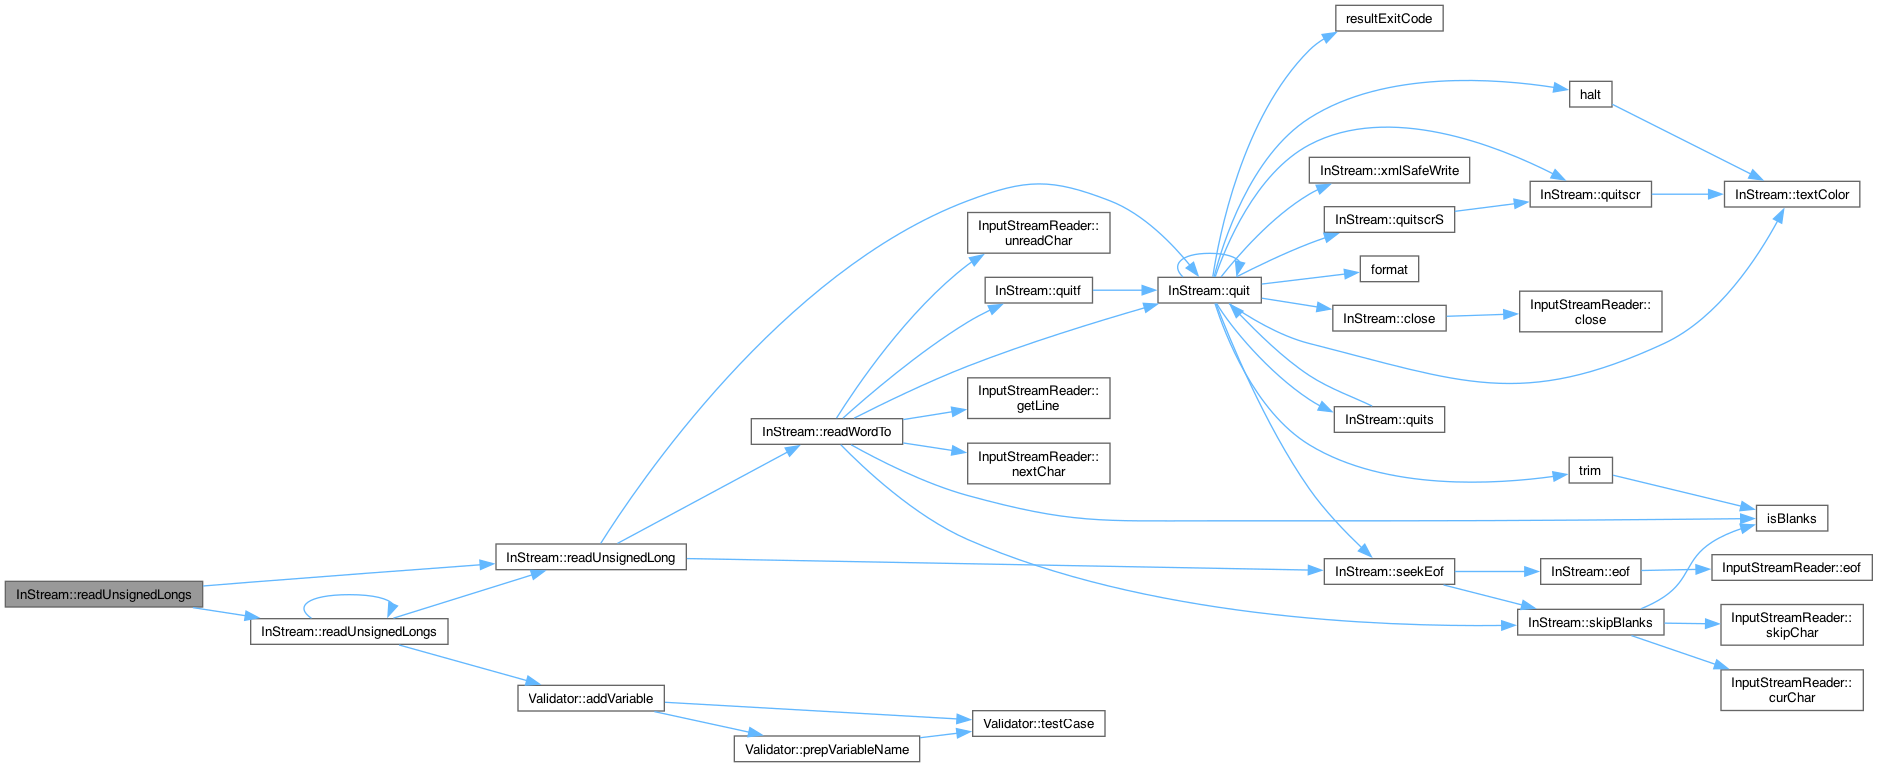 resultExitCode
halt
InStream::xmlSafeWrite
InStream::quitscr
InStream::textColor
InStream::quitscrS
InputStreamReader::
unreadChar
format
InStream::quitf
InStream::quit
InStream::close
InputStreamReader::
close
InputStreamReader::
getLine
InStream::quits
InStream::readWordTo
InputStreamReader::
nextChar
trim
isBlanks
InStream::readUnsignedLong
InStream::seekEof
InStream::eof
InputStreamReader::eof
InStream::readUnsignedLongs
InStream::readUnsignedLongs
InStream::skipBlanks
InputStreamReader::
skipChar
InputStreamReader::
curChar
Validator::addVariable
Validator::testCase
Validator::prepVariableName